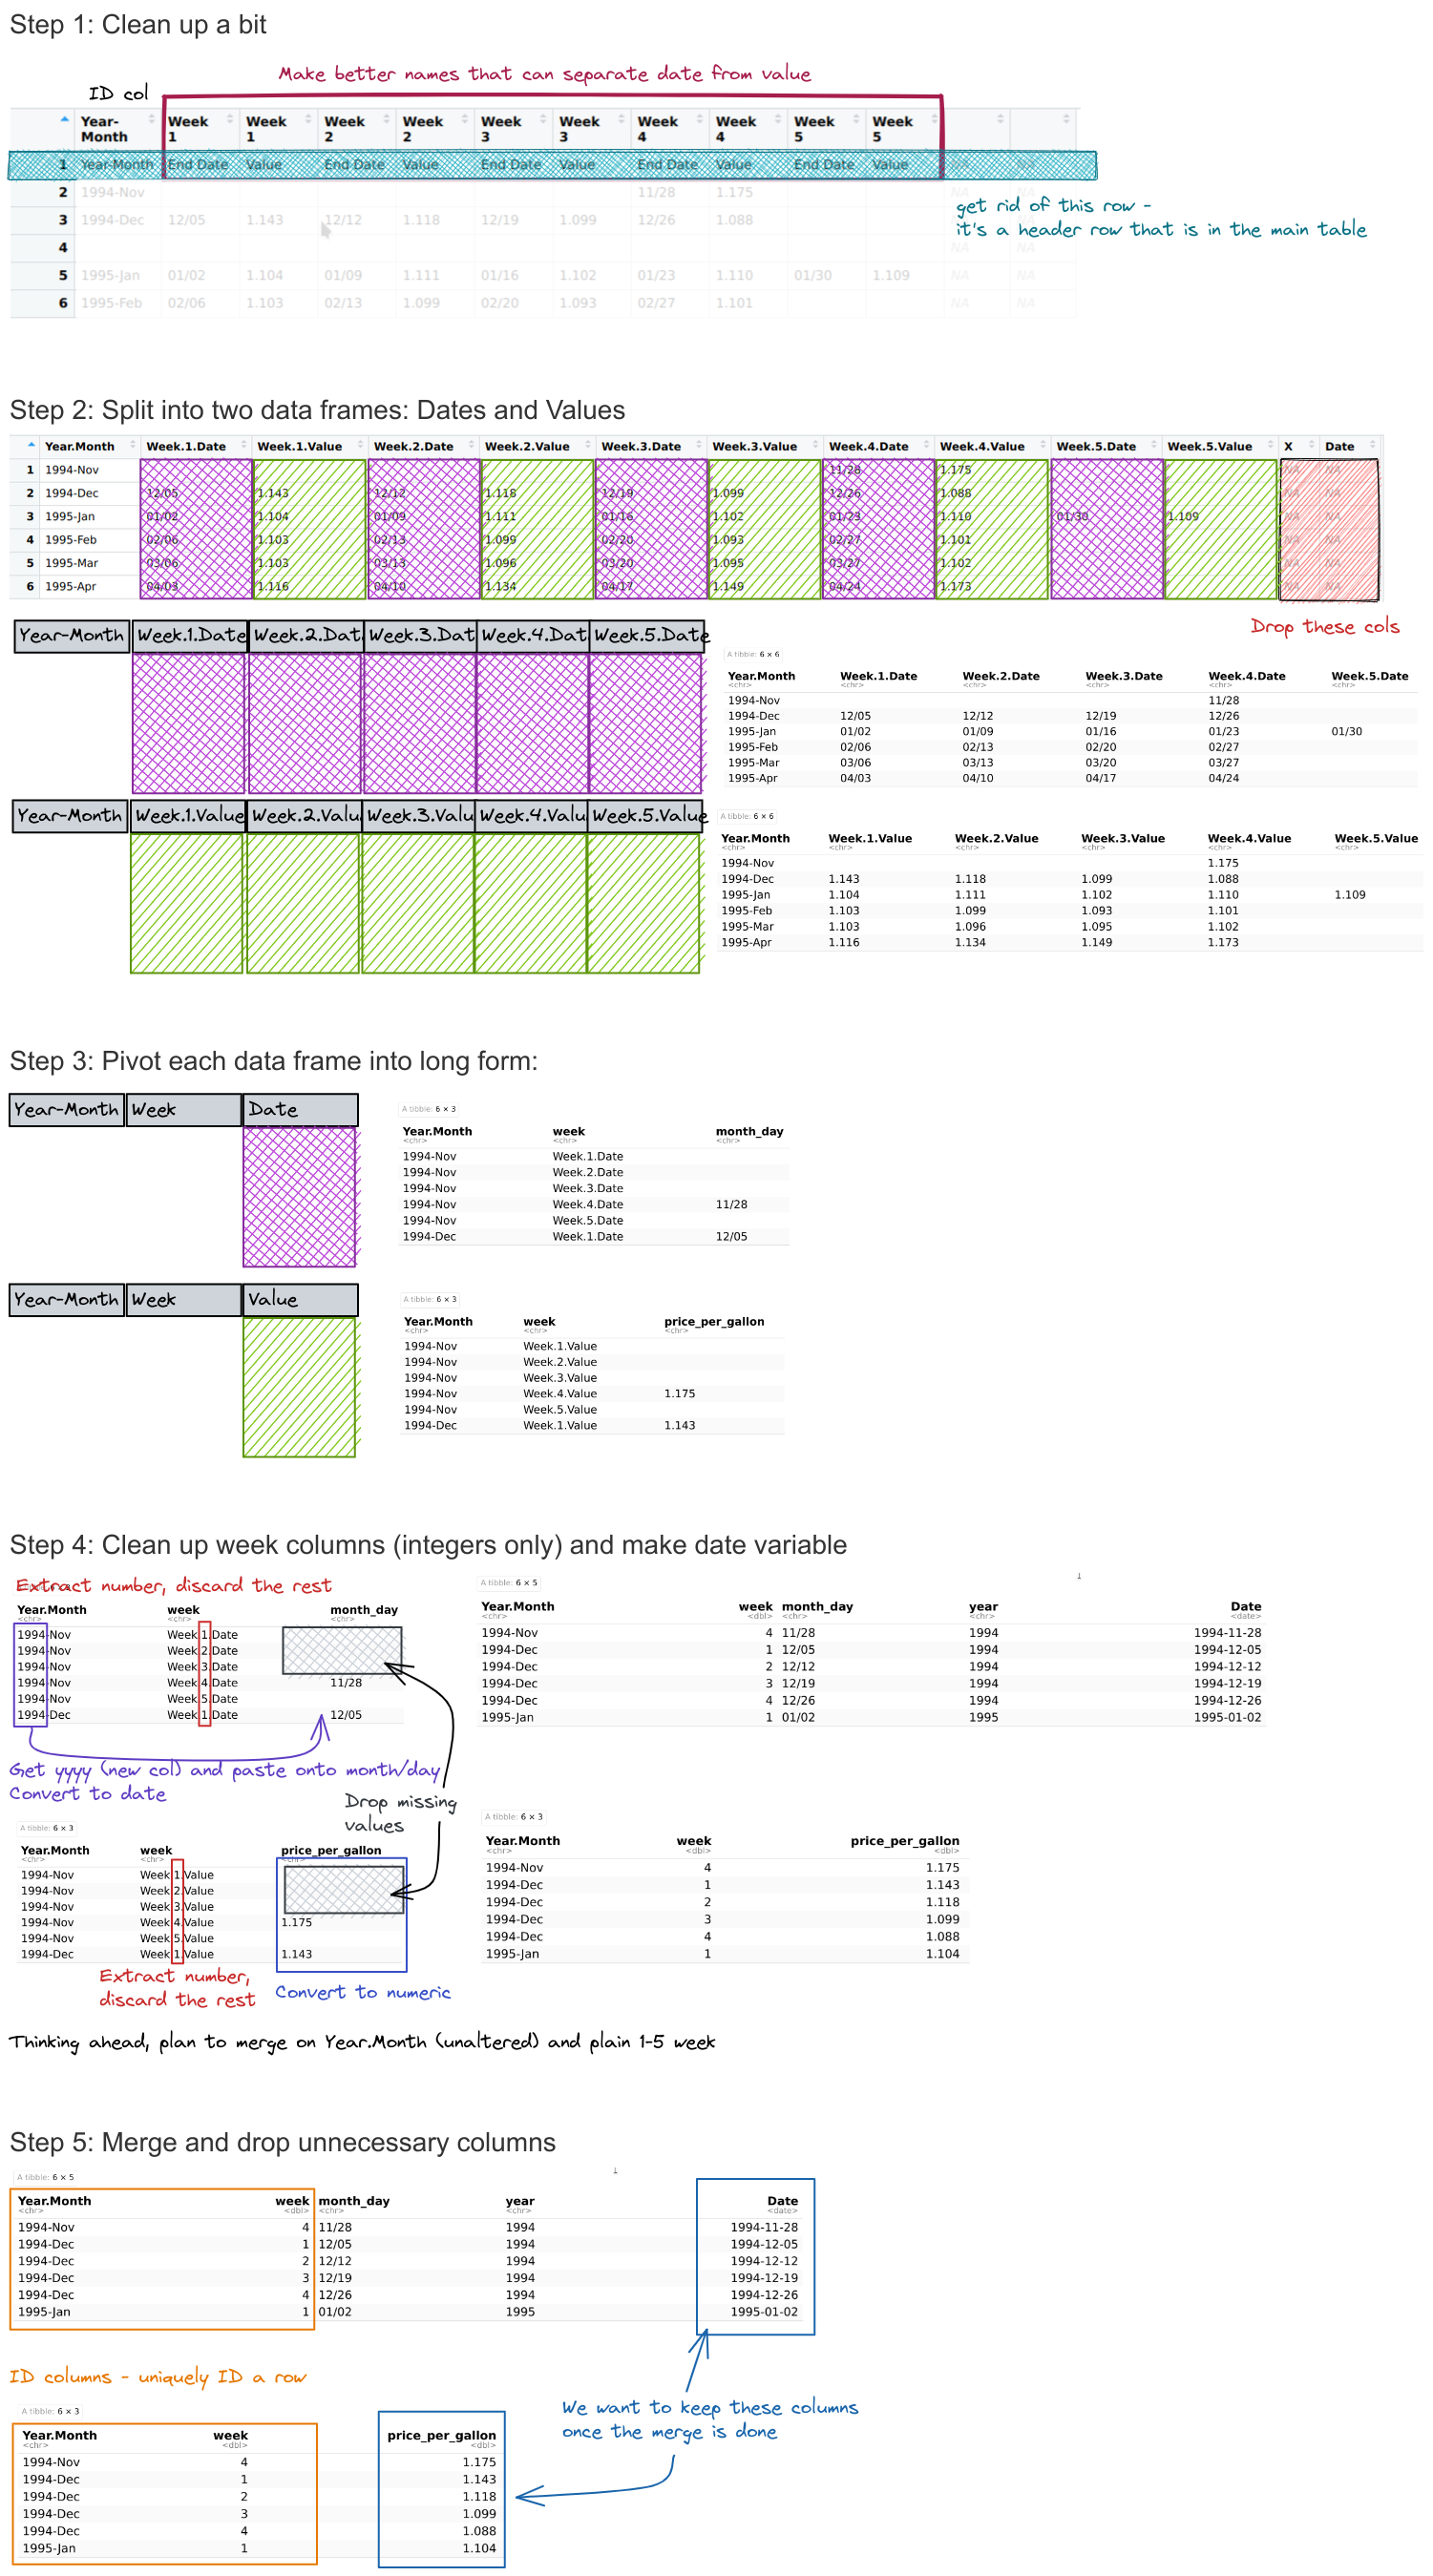 Step 1: Clean up a bit
Make better names that can separate date from value
ID col
Year-Month Week 1 Week 1 Week 2 Week 2 Week 3 Week 3 Week 4 Week 4 Week 5 Week 5
1 Year-Month End Date Value End Date Value End Date Value End Date Value End Date Value NA NA
2 1994-Nov 11/28 1.175 NA NA
get rid of this row -
3 1994-Dec 12/05 1.143 12/12 1.118 12/19 1.099 12/26 1.088
it's a header row that is in the main table
4 NA NA
5 1995-Jan 01/02 1.104 01/09 1.111 01/16 1.102 01/23 1.110 01/30 1.109 NA NA
6 1995-Feb 02/06 1.103 02/13 1.099 02/20 1.093 02/27 1.101 NA NA
Step 2: Split into two data frames: Dates and Values
Year.Month Week.1.Date Week.1.Value Week.2.Date Week.2.Value Week.3.Date Week.3.Value Week.4.Date Week.4.Value Week.5.Date Week.5.Value X Date
1 1994-Nov 11/28 1.175 NA NA
2 1994-Dec 12/05 1.143 12/12 1.118 12/19 1.099 12/26 1.088 NA NA
3 1995-Jan 01/02 1.104 01/09 1.111 01/16 1.102 01/23 1.110 01/30 1.109 NA NA
4 1995-Feb 02/06 1.103 02/13 1.099 02/20 1.093 02/27 1.101 NA NA
5 1995-Mar 03/06 1.103 03/13 1.096 03/20 1.095 03/27 1.102 NA NA
6 1995-Apr 04/03 1.116 04/10 1.134 04/17 1.149 04/24 1.173 NA NA
Drop these cols
Year-Month Week.1.Date Week.2.Dat Week.3.Dat Week.4.Dat Week.5.Date
A tibble: 6 × 6
Year.Month Week.1.Date Week.2.Date Week.3.Date Week.4.Date Week.5.Date
<chr> <chr> <chr> <chr> <chr> <chr>
1994-Nov 11/28
1994-Dec 12/05 12/12 12/19 12/26
1995-Jan 01/02 01/09 01/16 01/23 01/30
1995-Feb 02/06 02/13 02/20 02/27
1995-Mar 03/06 03/13 03/20 03/27
1995-Apr 04/03 04/10 04/17 04/24
Year-Month Week.1.Value Week.2.Valu Week.3.Valu Week.4.Valu Week.5.Value
A tibble: 6 × 6
Year.Month Week.1.Value Week.2.Value Week.3.Value Week.4.Value Week.5.Value
<chr> <chr> <chr> <chr> <chr> <chr>
1994-Nov 1.175
1994-Dec 1.143 1.118 1.099 1.088
1995-Jan 1.104 1.111 1.102 1.110 1.109
1995-Feb 1.103 1.099 1.093 1.101
1995-Mar 1.103 1.096 1.095 1.102
1995-Apr 1.116 1.134 1.149 1.173
Step 3: Pivot each data frame into long form:
Year-Month Week Date
A tibble: 6 × 3
Year.Month week month_day
<chr> <chr> <chr>
1994-Nov Week.1.Date
1994-Nov Week.2.Date
1994-Nov Week.3.Date
1994-Nov Week.4.Date 11/28
1994-Nov Week.5.Date
1994-Dec Week.1.Date 12/05
Year-Month Week Value
A tibble: 6 × 3
Year.Month week price_per_gallon
<chr> <chr> <chr>
1994-Nov Week.1.Value
1994-Nov Week.2.Value
1994-Nov Week.3.Value
1994-Nov Week.4.Value 1.175
1994-Nov Week.5.Value
1994-Dec Week.1.Value 1.143
Step 4: Clean up week columns (integers only) and make date variable
Extract number, discard the rest
Year.Month week month_day
<chr> <chr> <chr>
1994-Nov Week.1.Date
1994-Nov Week.2.Date
1994-Nov Week.3.Date
1994-Nov Week.4.Date 11/28
1994-Nov Week.5.Date
1994-Dec Week.1.Date 12/05
A tibble: 6 × 5
Year.Month week month_day year Date
<chr> <dbl> <chr> <chr> <date>
1994-Nov 4 11/28 1994 1994-11-28
1994-Dec 1 12/05 1994 1994-12-05
1994-Dec 2 12/12 1994 1994-12-12
1994-Dec 3 12/19 1994 1994-12-19
1994-Dec 4 12/26 1994 1994-12-26
1995-Jan 1 01/02 1995 1995-01-02
Get yyyy (new col) and paste onto month/day
Convert to date
Drop missing
values
A tibble: 6 × 3
Year.Month week price_per_gallon
<chr> <chr> <chr>
1994-Nov Week.1.Value
1994-Nov Week.2.Value
1994-Nov Week.3.Value
1994-Nov Week.4.Value 1.175
1994-Nov Week.5.Value
1994-Dec Week.1.Value 1.143
A tibble: 6 × 3
Year.Month week price_per_gallon
<chr> <dbl> <dbl>
1994-Nov 4 1.175
1994-Dec 1 1.143
1994-Dec 2 1.118
1994-Dec 3 1.099
1994-Dec 4 1.088
1995-Jan 1 1.104
Extract number,
discard the rest
Convert to numeric
Thinking ahead, plan to merge on Year.Month (unaltered) and plain 1-5 week
Step 5: Merge and drop unnecessary columns
A tibble: 6 × 5
Year.Month week month_day year Date
<chr> <dbl> <chr> <chr> <date>
1994-Nov 4 11/28 1994 1994-11-28
1994-Dec 1 12/05 1994 1994-12-05
1994-Dec 2 12/12 1994 1994-12-12
1994-Dec 3 12/19 1994 1994-12-19
1994-Dec 4 12/26 1994 1994-12-26
1995-Jan 1 01/02 1995 1995-01-02
ID columns - uniquely ID a row
We want to keep these columns
once the merge is done
A tibble: 6 × 3
Year.Month week price_per_gallon
<chr> <dbl> <dbl>
1994-Nov 4 1.175
1994-Dec 1 1.143
1994-Dec 2 1.118
1994-Dec 3 1.099
1994-Dec 4 1.088
1995-Jan 1 1.104